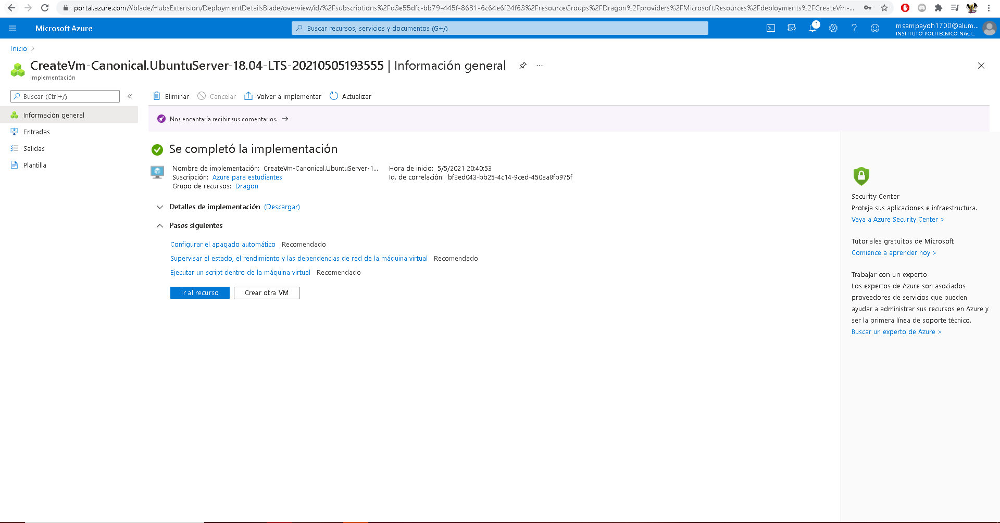 portal.azure.com/#blade/HubsExtension/DeploymentDetailsBlade/overview/id/%2Fsubscriptions%2Fd3e55dfc-bb79-445f-8631-6c64e6f24f63%2FresourceGroups%2FDragon%2Fproviders%2FMicrosoft.Resources%2Fdeployments%2FCreateVm-...
Microsoft Azure
Buscar recursos, servicios y documentos (G+/)
1
msampayoh1700@alum...
INSTITUTO POLITECNICO NACI...
Inicio
CreateVm-Canonical.UbuntuServer-18.04-LTS-20210505193555 | Información general
Implementación
Buscar (Ctrl+/)
Información general
Entradas
Salidas
Plantilla
Eliminar
Cancelar
Volver a implementar
Actualizar
Nos encantaría recibir sus comentarios. →
Se completó la implementación
Nombre de implementación: CreateVm-Canonical.UbuntuServer-1...
Suscripción: Azure para estudiantes
Grupo de recursos: Dragon
Hora de inicio: 5/5/2021 20:40:53
Id. de correlación: bf3ed043-bb25-4c14-9ced-450aa8fb975f
Detalles de implementación (Descargar)
Pasos siguientes
Configurar el apagado automático Recomendado
Supervisar el estado, el rendimiento y las dependencias de red de la máquina virtual Recomendado
Ejecutar un script dentro de la máquina virtual Recomendado
Ir al recurso
Crear otra VM
Security Center
Proteja sus aplicaciones e infraestructura.
Vaya a Azure Security Center >
Tutoriales gratuitos de Microsoft
Comience a aprender hoy >
Trabajar con un experto
Los expertos de Azure son asociados
proveedores de servicios que pueden
ayudar a administrar sus recursos en Azure y
ser la primera línea de soporte técnico.
Buscar un experto de Azure >